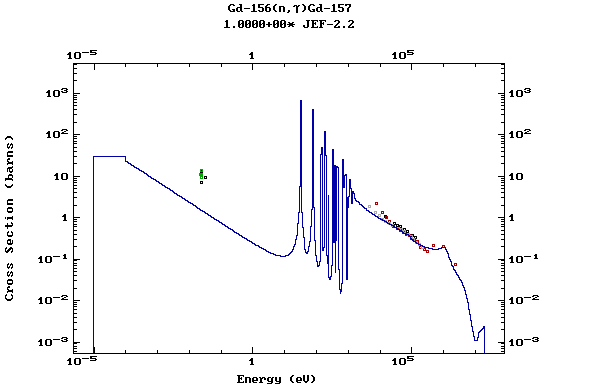 Gd-156(n,γ)Gd-157
1.0000+00* JEF-2.2
10⁻⁵ 1 10⁵
10³ 10³
10² 10²
10 10
1 1
10⁻¹ 10⁻¹
10⁻² 10⁻²
10⁻³ 10⁻³
10⁻⁵ 1 10⁵
Cross Section (barns)
Energy (eV)